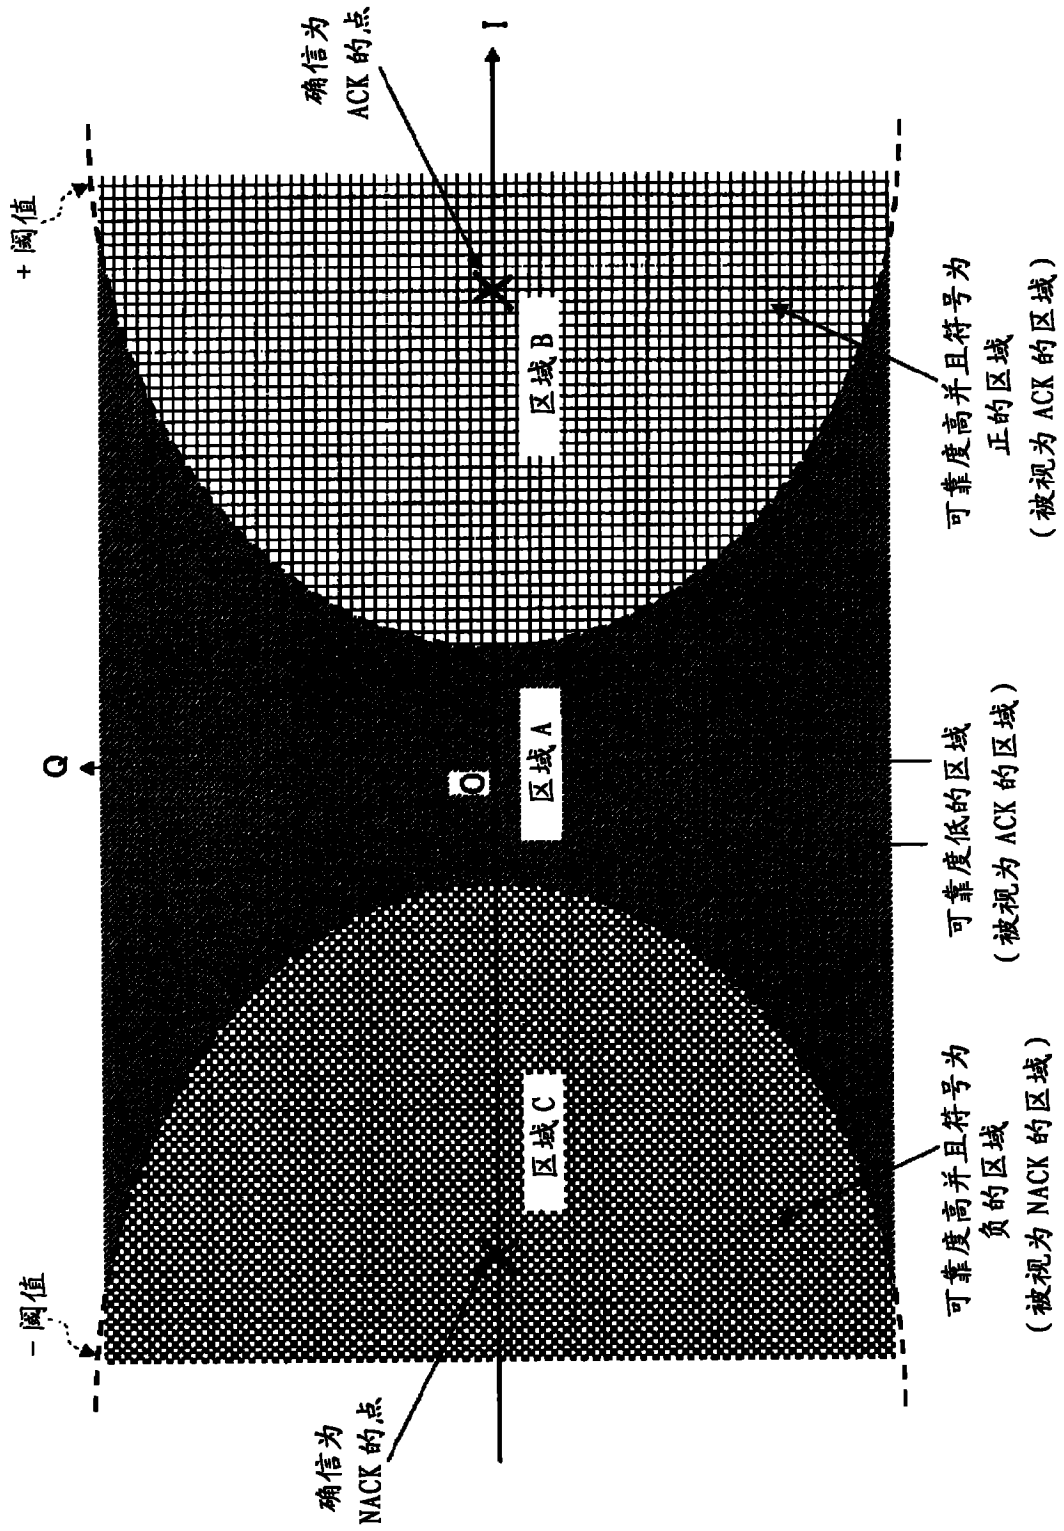 Q
I
O
- 阈值
+ 阈值
确信为
NACK 的点
确信为
ACK 的点
区域 C
区域 A
区域 B
可靠度高并且符号为
负的区域
(被视为 NACK 的区域)
可靠度低的区域
(被视为 ACK 的区域)
可靠度高并且符号为
正的区域
(被视为 ACK 的区域)